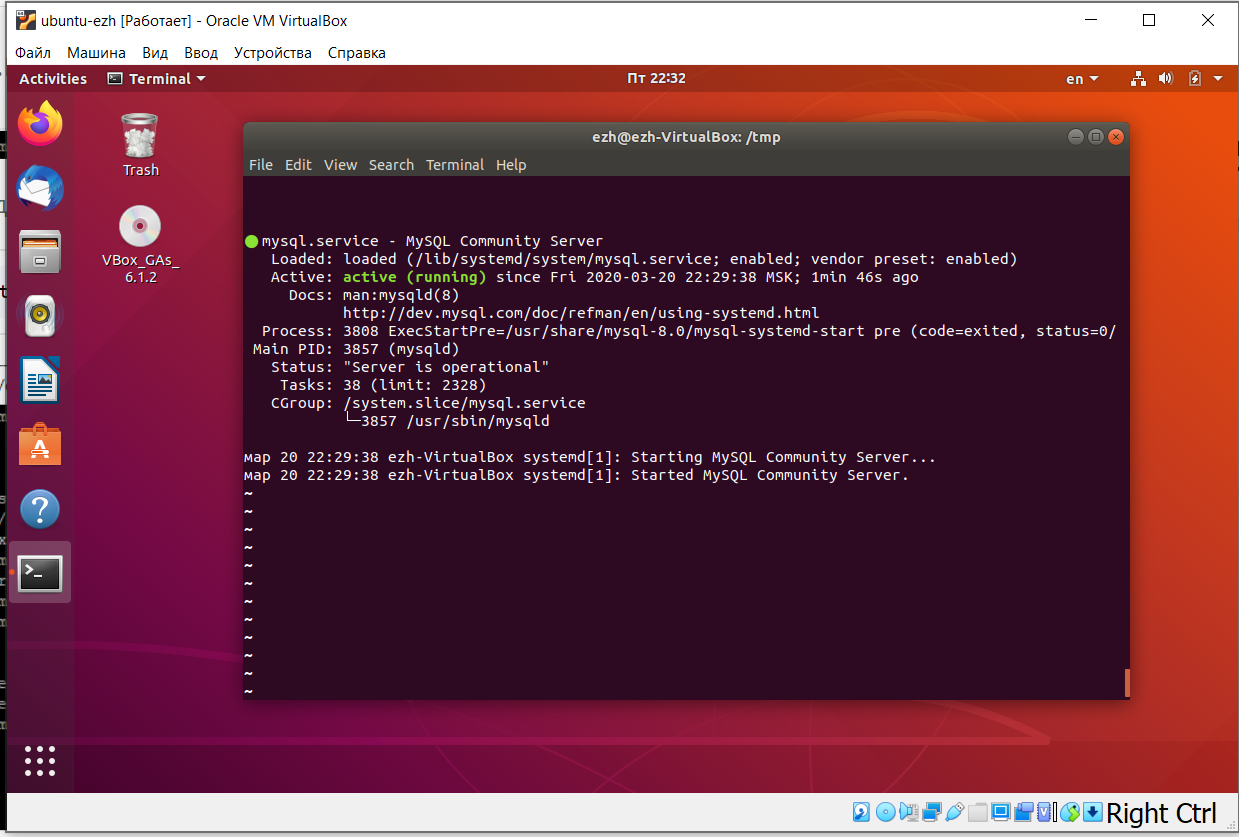 ubuntu-ezh [Работает] - Oracle VM VirtualBox
Файл Машина Вид Ввод Устройства Справка
Activities Terminal Пт 22:32 en
Trash
VBox_GAs_
6.1.2
ezh@ezh-VirtualBox: /tmp
File Edit View Search Terminal Help
mysql.service - MySQL Community Server
Loaded: loaded (/lib/systemd/system/mysql.service; enabled; vendor preset: enabled)
Active: active (running) since Fri 2020-03-20 22:29:38 MSK; 1min 46s ago
Docs: man:mysqld(8)
http://dev.mysql.com/doc/refman/en/using-systemd.html
Process: 3808 ExecStartPre=/usr/share/mysql-8.0/mysql-systemd-start pre (code=exited, status=0/
Main PID: 3857 (mysqld)
Status: "Server is operational"
Tasks: 38 (limit: 2328)
CGroup: /system.slice/mysql.service
└─3857 /usr/sbin/mysqld
мар 20 22:29:38 ezh-VirtualBox systemd[1]: Starting MySQL Community Server...
мар 20 22:29:38 ezh-VirtualBox systemd[1]: Started MySQL Community Server.
~
~
~
~
~
~
~
~
~
~
~
~
Right Ctrl